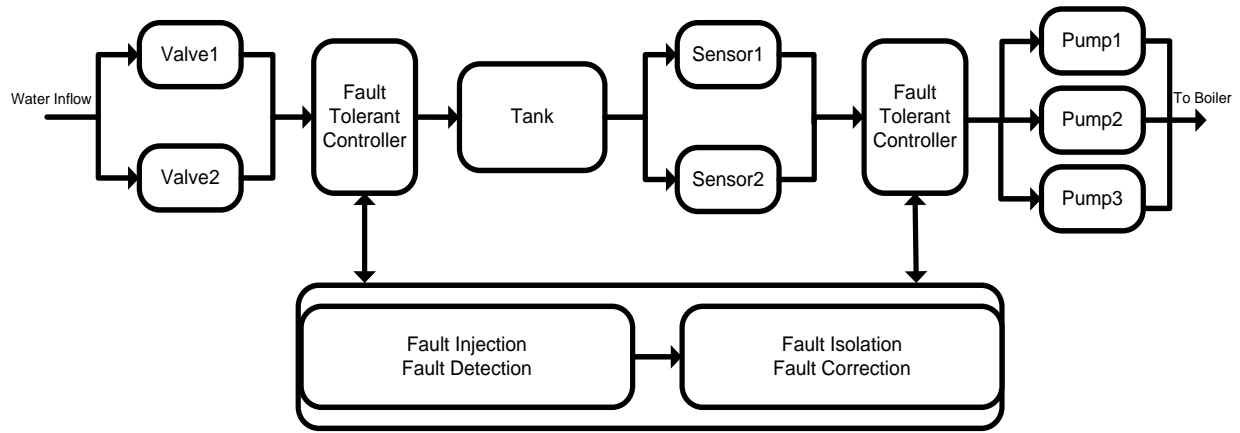 Water Inflow
Valve1
Valve2
Fault
Tolerant
Controller
Tank
Sensor1
Sensor2
Fault
Tolerant
Controller
Pump1
Pump2
Pump3
To Boiler
Fault Injection
Fault Detection
Fault Isolation
Fault Correction